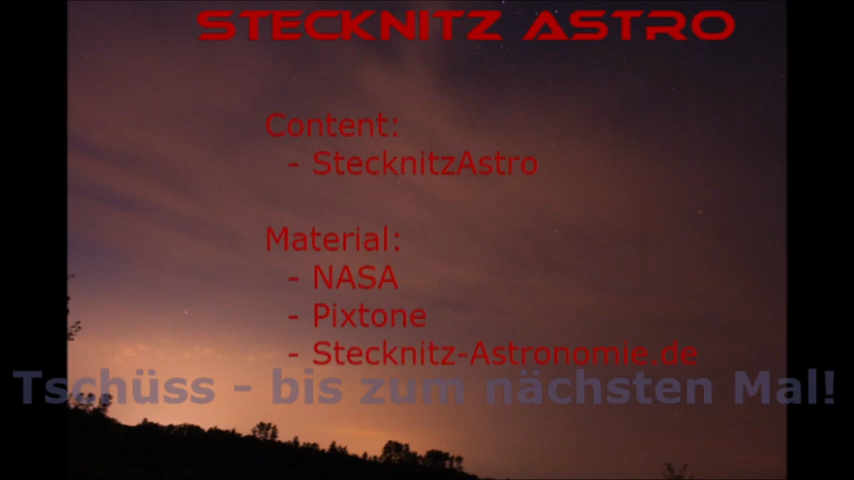 STECKNITZ ASTRO
Content:
- StecknitzAstro
Material:
- NASA
- Pixtone
- Stecknitz-Astronomie.de
Tschüss - bis zum nächsten Mal!